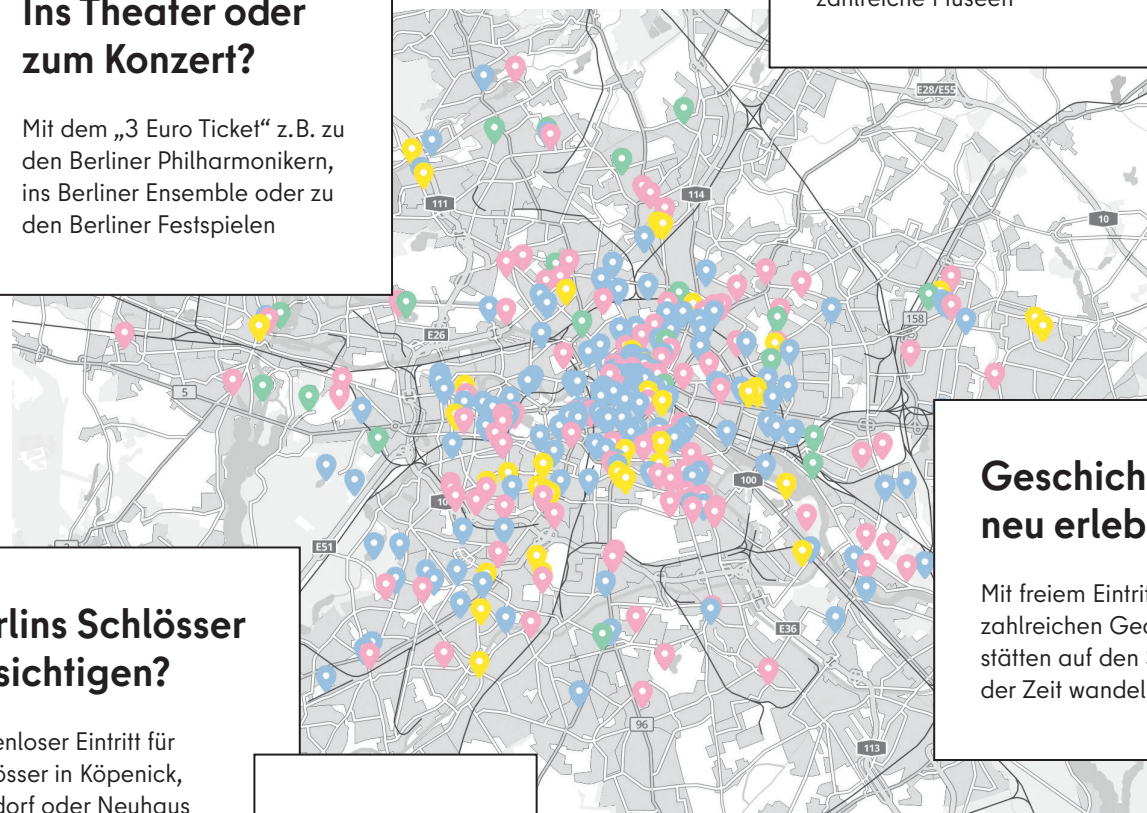 Ins Theater oder
zum Konzert?
Mit dem „3 Euro Ticket“ z.B. zu
den Berliner Philharmonikern,
ins Berliner Ensemble oder zu
den Berliner Festspielen
zahlreiche Museen
E28/E55
111
114
10
E26
158
5
100
10
E51
E36
96
113
Geschich
neu erleb
Mit freiem Eintrit
zahlreichen Ged
stätten auf den
der Zeit wandel
rlins Schlösser
sichtigen?
enloser Eintritt für
össer in Köpenick,
dorf oder Neuhaus